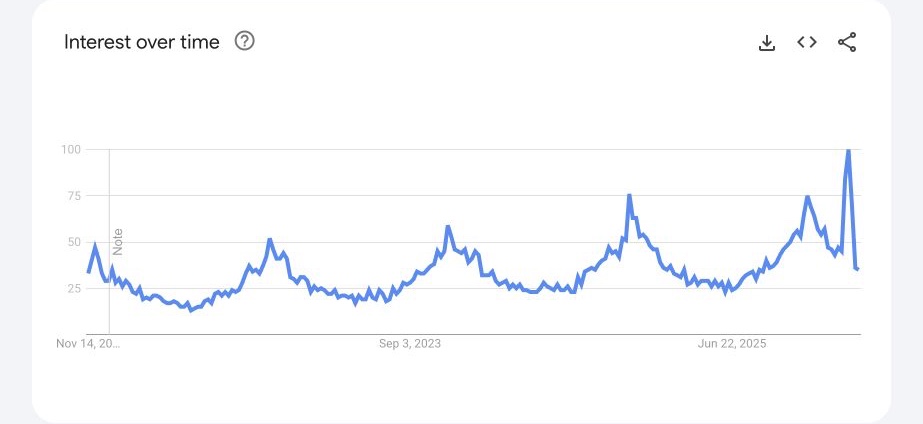 Interest over time
100
75
50
25
Note
Nov 14, 20...
Sep 3, 2023
Jun 22, 2025